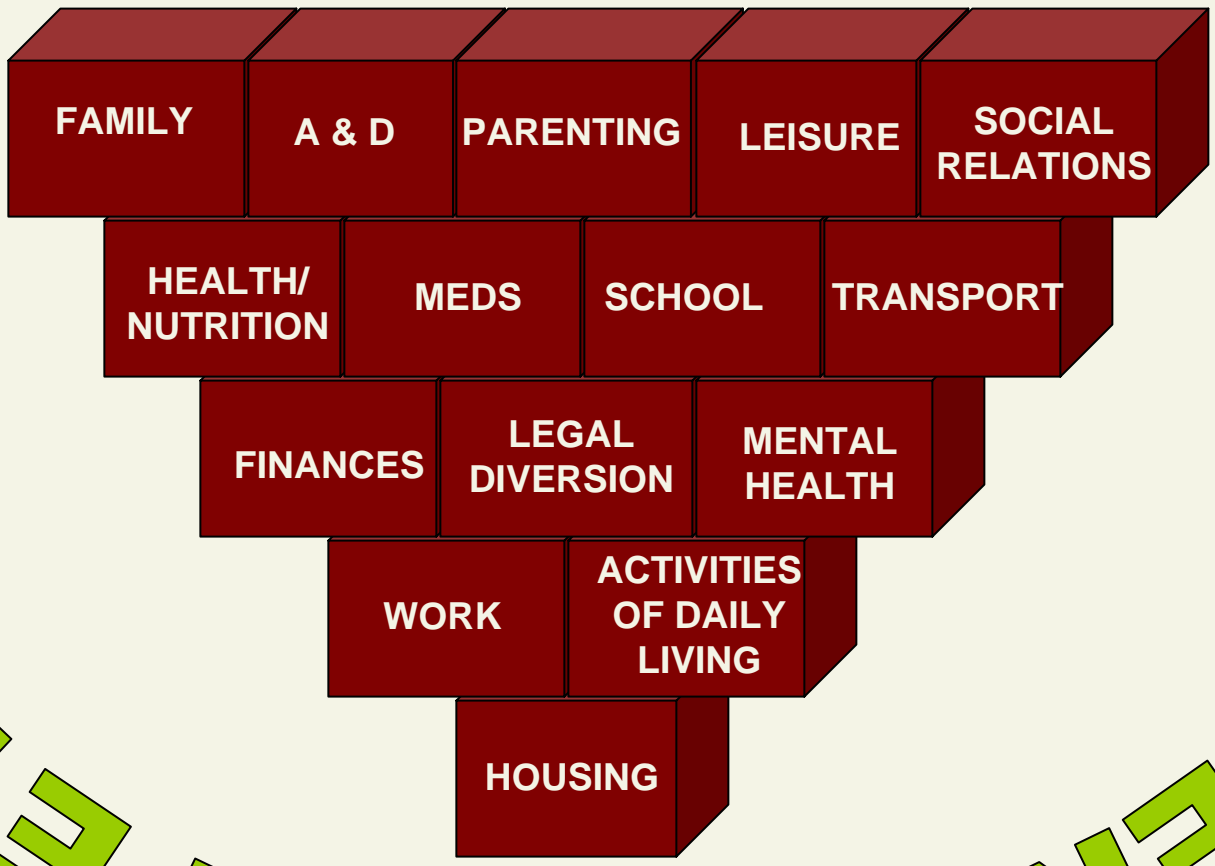 FAMILY
A & D
PARENTING
LEISURE
SOCIAL
RELATIONS
HEALTH/
NUTRITION
MEDS
SCHOOL
TRANSPORT
FINANCES
LEGAL
DIVERSION
MENTAL
HEALTH
WORK
ACTIVITIES
OF DAILY
LIVING
HOUSING